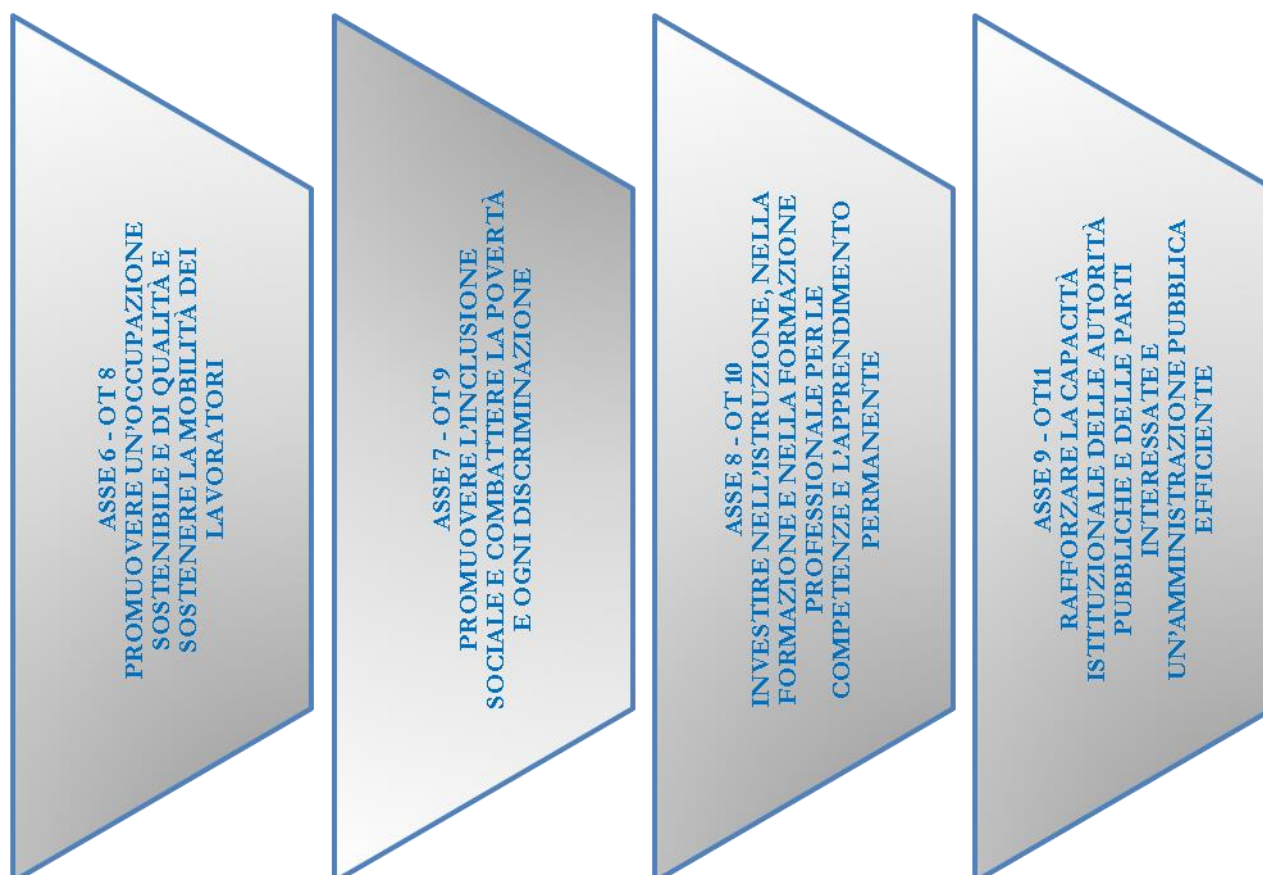 ASSE 6 - OT 8
PROMUOVERE UN'OCCUPAZIONE
SOSTENIBILE E DI QUALITÀ E
SOSTENERE LA MOBILITÀ DEI
LAVORATORI
ASSE 7 - OT 9
PROMUOVERE L'INCLUSIONE
SOCIALE E COMBATTERE LA POVERTÀ
E OGNI DISCRIMINAZIONE
ASSE 8 - OT 10
INVESTIRE NELL'ISTRUZIONE, NELLA
FORMAZIONE E NELLA FORMAZIONE
PROFESSIONALE PER LE
COMPETENZE E L'APPRENDIMENTO
PERMANENTE
ASSE 9 - OT11
RAFFORZARE LA CAPACITÀ
ISTITUZIONALE DELLE AUTORITÀ
PUBBLICHE E DELLE PARTI
INTERESSATE E
UN'AMMINISTRAZIONE PUBBLICA
EFFICIENTE